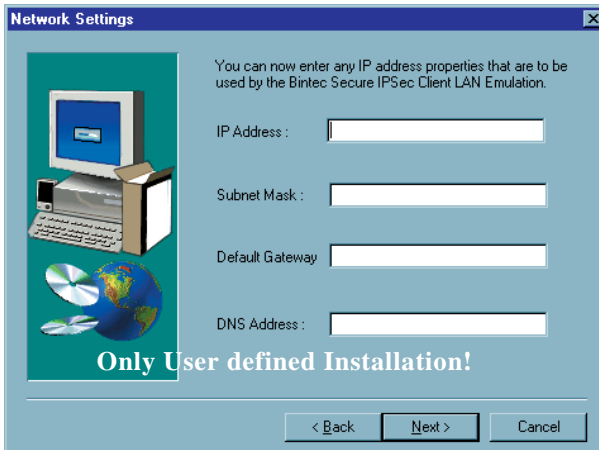 Network Settings
You can now enter any IP address properties that are to be
used by the Bintec Secure IPSec Client LAN Emulation.
IP Address :
Subnet Mask :
Default Gateway
DNS Address :
Only User defined Installation!
< Back
Next >
Cancel